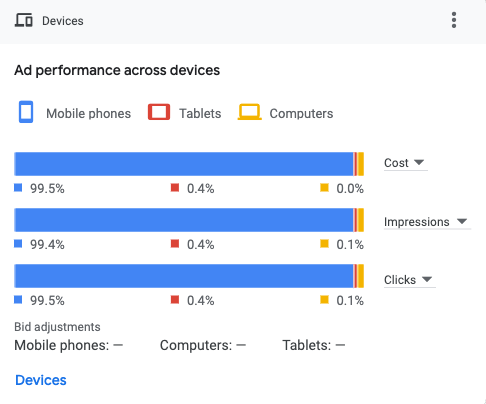 Devices
Ad performance across devices
Mobile phones Tablets Computers
Cost
99.5% 0.4% 0.0%
Impressions
99.4% 0.4% 0.1%
Clicks
99.5% 0.4% 0.1%
Bid adjustments
Mobile phones: — Computers: — Tablets: —
Devices